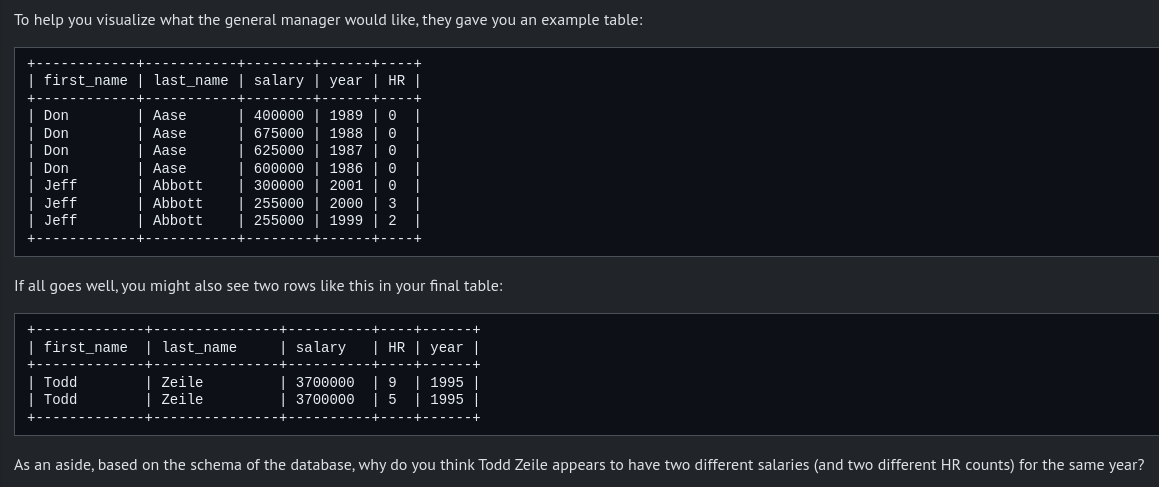 To help you visualize what the general manager would like, they gave you an example table:
+------------+-----------+--------+------+----+
| first_name | last_name | salary | year | HR |
+------------+-----------+--------+------+----+
| Don        | Aase      | 400000 | 1989 | 0  |
| Don        | Aase      | 675000 | 1988 | 0  |
| Don        | Aase      | 625000 | 1987 | 0  |
| Don        | Aase      | 600000 | 1986 | 0  |
| Jeff       | Abbott    | 300000 | 2001 | 0  |
| Jeff       | Abbott    | 255000 | 2000 | 3  |
| Jeff       | Abbott    | 255000 | 1999 | 2  |
+------------+-----------+--------+------+----+
If all goes well, you might also see two rows like this in your final table:
+-------------+---------------+----------+----+------+
| first_name  | last_name     | salary   | HR | year |
+-------------+---------------+----------+----+------+
| Todd        | Zeile         | 3700000  | 9  | 1995 |
| Todd        | Zeile         | 3700000  | 5  | 1995 |
+-------------+---------------+----------+----+------+
As an aside, based on the schema of the database, why do you think Todd Zeile appears to have two different salaries (and two different HR counts) for the same year?